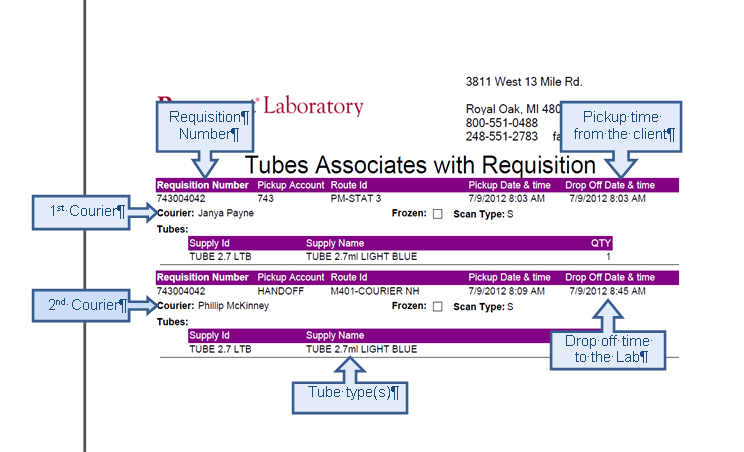 3811 West 13 Mile Rd.
Laboratory
Royal Oak, MI
800-551-0488
248-551-2783
Requisition¶
Number¶
Pickup· time·
from· the· client¶
Tubes Associates with Requisition
Requisition Number Pickup Account Route Id Pickup Date & time Drop Off Date & time
743004042 743 PM-STAT 3 7/9/2012 8:03 AM 7/9/2012 8:03 AM
1st· Courier¶
Courier: Janya Payne Frozen: Scan Type: S
Tubes:
Supply Id Supply Name QTY
TUBE 2.7 LTB TUBE 2.7ml LIGHT BLUE 1
Requisition Number Pickup Account Route Id Pickup Date & time Drop Off Date & time
743004042 HANDOFF M401-COURIER NH 7/9/2012 8:09 AM 7/9/2012 8:45 AM
2nd.· Courier¶
Courier: Phillip McKinney Frozen: Scan Type: S
Tubes:
Supply Id Supply Name
TUBE 2.7 LTB TUBE 2.7ml LIGHT BLUE
Drop· off· time·
to· the· Lab¶
Tube· type(s)¶